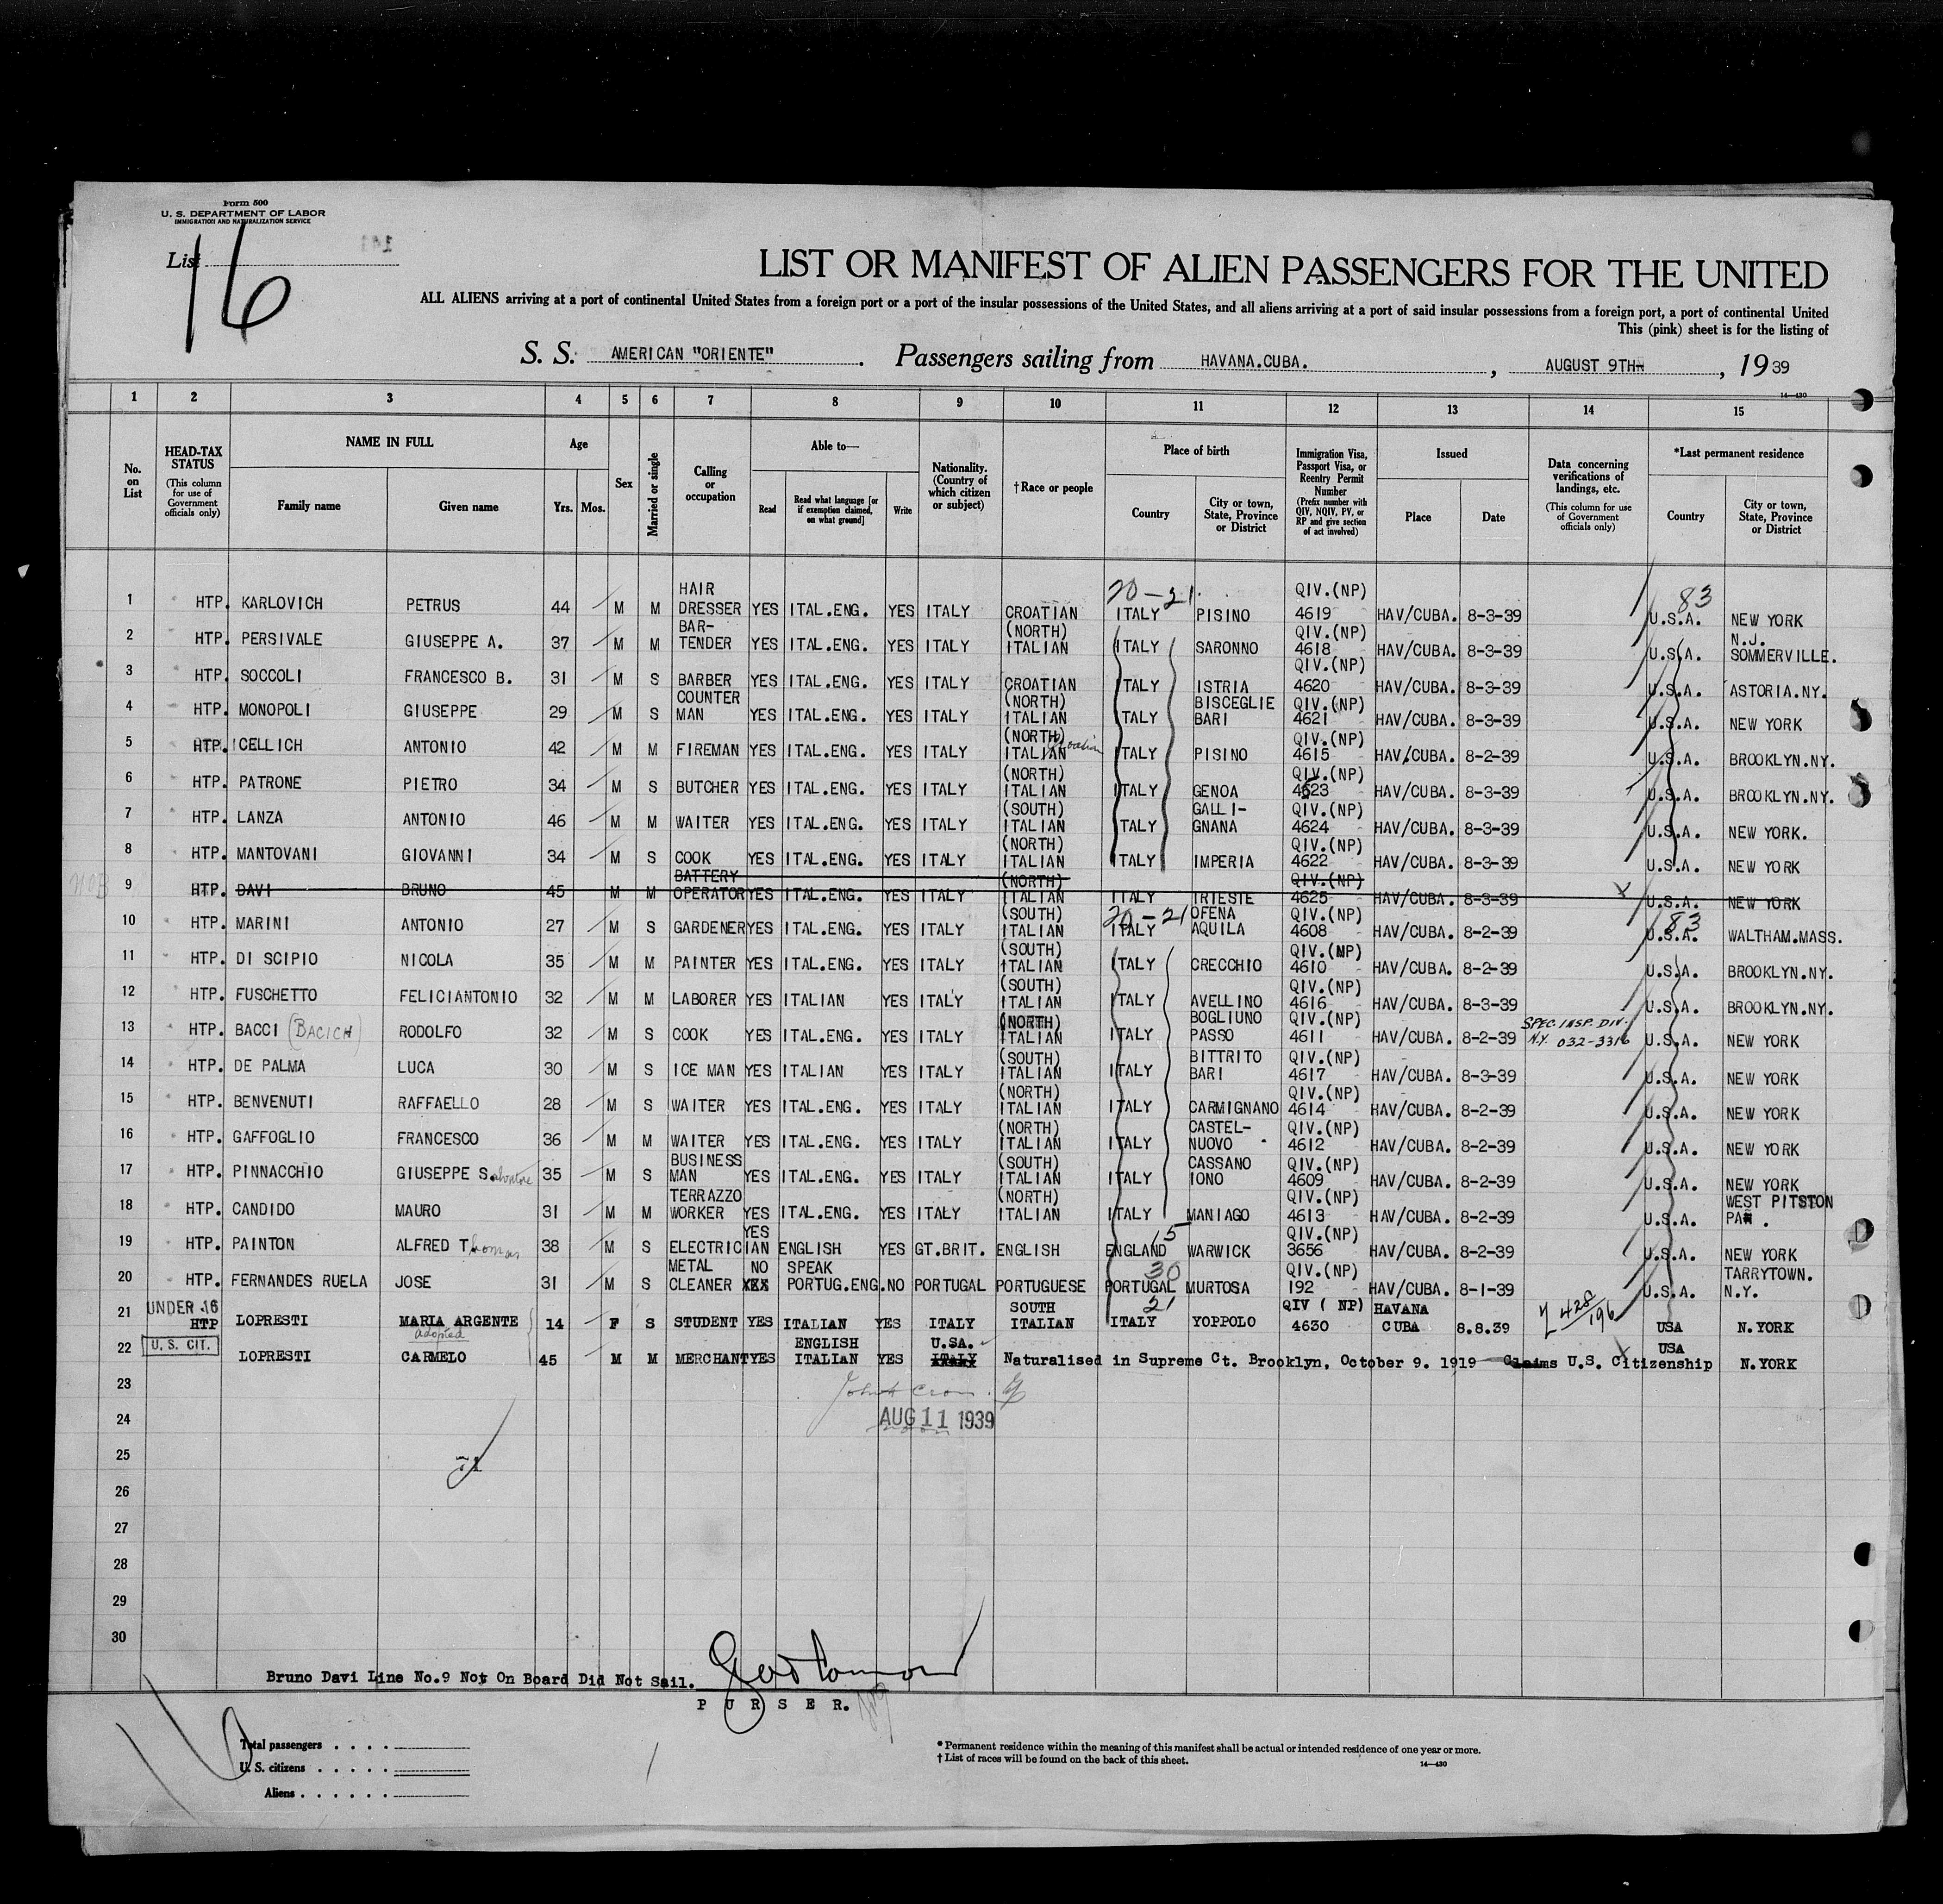 Form 500
U. S. DEPARTMENT OF LABOR
IMMIGRATION AND NATURALIZATION SERVICE
List 16
LIST OR MANIFEST OF ALIEN PASSENGERS FOR THE UNITED
ALL ALIENS arriving at a port of continental United States from a foreign port or a port of the insular possessions of the United States, and all aliens arriving at a port of said insular possessions from a foreign port, a port of continental United
This (pink) sheet is for the listing of
S. S. AMERICAN "ORIENTE" . Passengers sailing from HAVANA.CUBA. , AUGUST 9TH , 1939
14—430
1 2 3 4 5 6 7 8 9 10 11 12 13 14 15
No. on List
HEAD-TAX STATUS (This column for use of Government officials only)
NAME IN FULL Family name Given name
Age Yrs. Mos.
Sex
Married or single
Calling or occupation
Able to— Read Read what language [or if exemption claimed, on what ground] Write
Nationality. (Country of which citizen or subject)
†Race or people
Place of birth Country City or town, State, Province or District
Immigration Visa, Passport Visa, or Reentry Permit Number (Prefix number with QIV, NQIV, PV, or RP and give section of act involved)
Issued Place Date
Data concerning verifications of landings, etc. (This column for use of Government officials only)
*Last permanent residence Country City or town, State, Province or District
20-21 83
1 HTP. KARLOVICH PETRUS 44 M M HAIR DRESSER YES ITAL.ENG. YES ITALY CROATIAN ITALY PISINO QIV.(NP) 4619 HAV/CUBA. 8-3-39 U.S.A. NEW YORK
2 HTP. PERSIVALE GIUSEPPE A. 37 M M BAR-TENDER YES ITAL.ENG. YES ITALY (NORTH) ITALIAN ITALY SARONNO QIV.(NP) 4618 HAV/CUBA. 8-3-39 U.S.A. N.J. SOMMERVILLE.
3 HTP. SOCCOLI FRANCESCO B. 31 M S BARBER YES ITAL.ENG. YES ITALY CROATIAN ITALY ISTRIA QIV.(NP) 4620 HAV/CUBA. 8-3-39 U.S.A. ASTORIA.NY.
4 HTP. MONOPOLI GIUSEPPE 29 M S COUNTER MAN YES ITAL.ENG. YES ITALY (NORTH) ITALIAN ITALY BISCEGLIE BARI QIV.(NP) 4621 HAV/CUBA. 8-3-39 U.S.A. NEW YORK
5 HTP. ICELLICH ANTONIO 42 M M FIREMAN YES ITAL.ENG. YES ITALY (NORTH) ITALIAN Croatian ITALY PISINO QIV.(NP) 4615 HAV.CUBA. 8-2-39 U.S.A. BROOKLYN.NY.
6 HTP. PATRONE PIETRO 34 M S BUTCHER YES ITAL.ENG. YES ITALY (NORTH) ITALIAN ITALY GENOA QIV.(NP) 4623 HAV/CUBA. 8-3-39 U.S.A. BROOKLYN.NY.
7 HTP. LANZA ANTONIO 46 M M WAITER YES ITAL.ENG. YES ITALY (SOUTH) ITALIAN ITALY GALLI-GNANA QIV.(NP) 4624 HAV/CUBA. 8-3-39 U.S.A. NEW YORK.
8 HTP. MANTOVANI GIOVANNI 34 M S COOK YES ITAL.ENG. YES ITALY (NORTH) ITALIAN ITALY IMPERIA QIV.(NP) 4622 HAV/CUBA. 8-3-39 U.S.A. NEW YORK
9 HTP. DAVI BRUNO 45 M M BATTERY OPERATOR YES ITAL.ENG. YES ITALY (NORTH) ITALIAN ITALY TRIESTE QIV.(NP) 4625 HAV/CUBA. 8-3-39 X U.S.A. NEW YORK
20-21 83
10 HTP. MARINI ANTONIO 27 M S GARDENER YES ITAL.ENG. YES ITALY (SOUTH) ITALIAN ITALY OFENA AQUILA QIV.(NP) 4608 HAV/CUBA. 8-2-39 U.S.A. WALTHAM.MASS.
11 HTP. DI SCIPIO NICOLA 35 M M PAINTER YES ITAL.ENG. YES ITALY (SOUTH) ITALIAN ITALY CRECCHIO QIV.(NP) 4610 HAV/CUBA. 8-2-39 U.S.A. BROOKLYN.NY.
12 HTP. FUSCHETTO FELICIANTONIO 32 M M LABORER YES ITALIAN YES ITALY (SOUTH) ITALIAN ITALY AVELLINO QIV.(NP) 4616 HAV/CUBA. 8-3-39 U.S.A. BROOKLYN.NY.
13 HTP. BACCI (BACICH) RODOLFO 32 M S COOK YES ITAL.ENG. YES ITALY (NORTH) ITALIAN ITALY BOGLIUNO PASSO QIV.(NP) 4611 HAV/CUBA. 8-2-39 SPEC. INSP. DIV. N.Y. 032-3316 U.S.A. NEW YORK
14 HTP. DE PALMA LUCA 30 M S ICE MAN YES ITALIAN YES ITALY (SOUTH) ITALIAN ITALY BITTRITO BARI QIV.(NP) 4617 HAV/CUBA. 8-3-39 U.S.A. NEW YORK
15 HTP. BENVENUTI RAFFAELLO 28 M S WAITER YES ITAL.ENG. YES ITALY (NORTH) ITALIAN ITALY CARMIGNANO QIV.(NP) 4614 HAV/CUBA. 8-2-39 U.S.A. NEW YORK
16 HTP. GAFFOGLIO FRANCESCO 36 M M WAITER YES ITAL.ENG. YES ITALY (NORTH) ITALIAN ITALY CASTEL-NUOVO QIV.(NP) 4612 HAV/CUBA. 8-2-39 U.S.A. NEW YORK
17 HTP. PINNACCHIO GIUSEPPE Salvatore 35 M S BUSINESS MAN YES ITAL.ENG. YES ITALY (SOUTH) ITALIAN ITALY CASSANO IONO QIV.(NP) 4609 HAV/CUBA. 8-2-39 U.S.A. NEW YORK
18 HTP. CANDIDO MAURO 31 M M TERRAZZO WORKER YES ITAL.ENG. YES ITALY (NORTH) ITALIAN ITALY MANIAGO QIV.(NP) 4613 HAV/CUBA. 8-2-39 U.S.A. WEST PITSTON PA.
19 HTP. PAINTON ALFRED Thomas 38 M S ELECTRICIAN YES ENGLISH YES GT.BRIT. ENGLISH ENGLAND 15 WARWICK QIV.(NP) 3656 HAV/CUBA. 8-2-39 U.S.A. NEW YORK
20 HTP. FERNANDES RUELA JOSE 31 M S METAL CLEANER NO XXX SPEAK PORTUG.ENG. NO PORTUGAL PORTUGUESE 30 PORTUGAL MURTOSA QIV.(NP) 192 HAV/CUBA. 8-1-39 U.S.A. TARRYTOWN. N.Y.
21 UNDER 16 HTP LOPRESTI MARIA ARGENTE adopted 14 F S STUDENT YES ITALIAN YES ITALY SOUTH ITALIAN 21 ITALY YOPPOLO QIV ( NP) 4630 HAVANA CUBA 8.8.39 428/196 USA N.YORK
22 U. S. CIT. LOPRESTI CARMELO 45 M M MERCHANT YES ENGLISH ITALIAN YES U.SA. ITALY Naturalised in Supreme Ct. Brooklyn, October 9. 1919 Claims U.S. Citizenship USA N.YORK
23
24 AUG 11 1939
25
26
27
28
29
30
Bruno Davi Line No.9 Not On Board Did Not Sail.
P U R S E R.
16
Total passengers
U. S. citizens
Aliens
* Permanent residence within the meaning of this manifest shall be actual or intended residence of one year or more.
† List of races will be found on the back of this sheet.
14—430